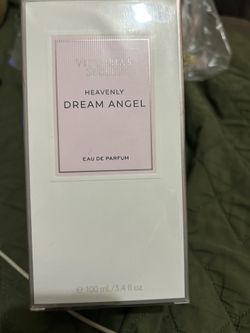 VICTORIA'S
SECRET
HEAVENLY
DREAM ANGEL
EAU DE PARFUM
℮ 100 mL/3.4 fl oz